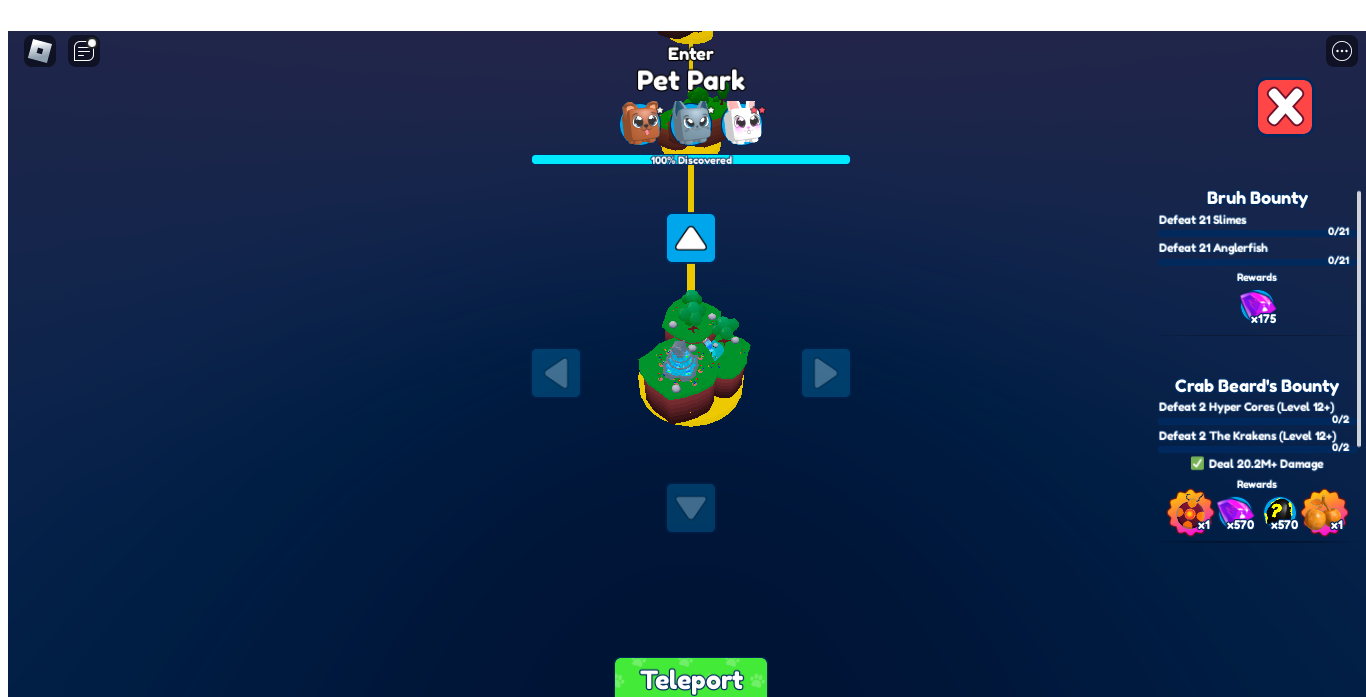 Enter
Pet Park
100% Discovered
Bruh Bounty
Defeat 21 Slimes
0/21
Defeat 21 Anglerfish
0/21
Rewards
x175
Crab Beard's Bounty
Defeat 2 Hyper Cores (Level 12+)
0/2
Defeat 2 The Krakens (Level 12+)
0/2
✅ Deal 20.2M+ Damage
Rewards
?
x1 x570 x570 x1
Teleport